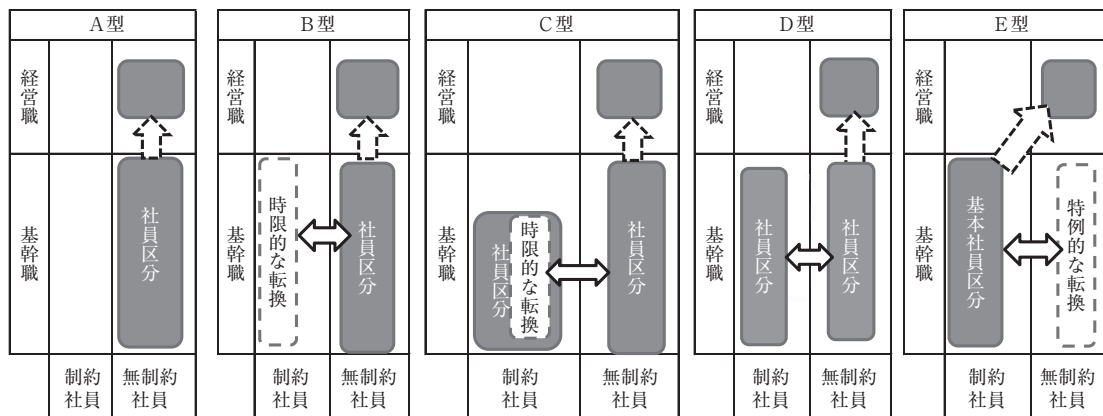 A型
経営職
基幹職
社員区分
制約
社員
無制約
社員
B型
経営職
基幹職
時限的な転換
社員区分
制約
社員
無制約
社員
C型
経営職
基幹職
社員区分
時限的な転換
社員区分
制約
社員
無制約
社員
D型
経営職
基幹職
社員区分
社員区分
制約
社員
無制約
社員
E型
経営職
基幹職
基本社員区分
特例的な転換
制約
社員
無制約
社員